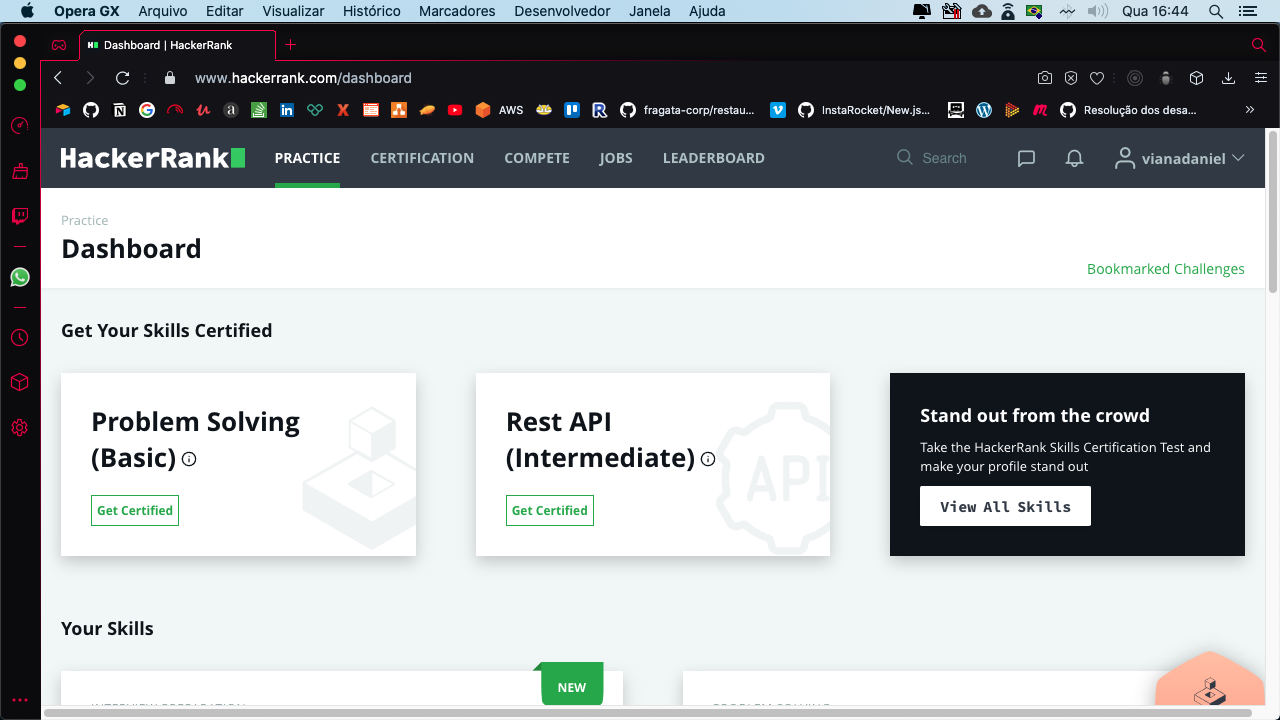 Opera GX Arquivo Editar Visualizar Histórico Marcadores Desenvolvedor Janela Ajuda Qua 16:44
Dashboard | HackerRank
www.hackerrank.com/dashboard
AWS fragata-corp/restau... InstaRocket/New.js... Resolução dos desa...
HackerRank PRACTICE CERTIFICATION COMPETE JOBS LEADERBOARD Search vianadaniel
Practice
Dashboard
Bookmarked Challenges
Get Your Skills Certified
Problem Solving
(Basic)
Get Certified
Rest API
(Intermediate)
API
Get Certified
Stand out from the crowd
Take the HackerRank Skills Certification Test and
make your profile stand out
View All Skills
Your Skills
NEW